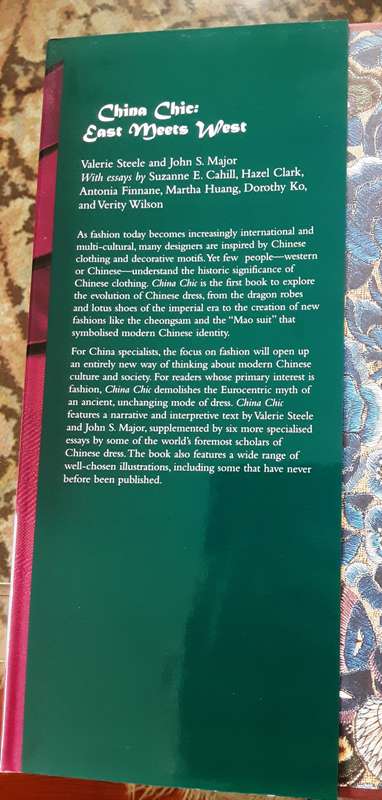 China Chic:
East Meets West
Valerie Steele and John S. Major
With essays by Suzanne E. Cahill, Hazel Clark,
Antonia Finnane, Martha Huang, Dorothy Ko,
and Verity Wilson
As fashion today becomes increasingly international and
multi-cultural, many designers are inspired by Chinese
clothing and decorative motifs. Yet few people—western
or Chinese—understand the historic significance of
Chinese clothing. China Chic is the first book to explore
the evolution of Chinese dress, from the dragon robes
and lotus shoes of the imperial era to the creation of new
fashions like the cheongsam and the “Mao suit” that
symbolised modern Chinese identity.
For China specialists, the focus on fashion will open up
an entirely new way of thinking about modern Chinese
culture and society. For readers whose primary interest is
fashion, China Chic demolishes the Eurocentric myth of
an ancient, unchanging mode of dress. China Chic
features a narrative and interpretive text by Valerie Steele
and John S. Major, supplemented by six more specialised
essays by some of the world's foremost scholars of
Chinese dress. The book also features a wide range of
well-chosen illustrations, including some that have never
before been published.